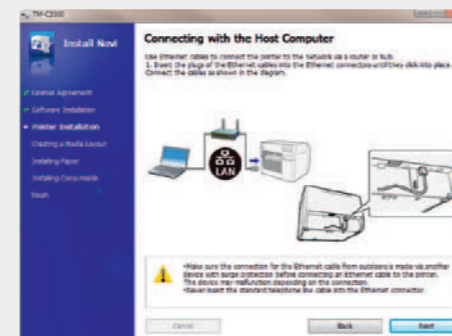 TM-C3500
Install Navi
Connecting with the Host Computer
Use Ethernet cables to connect the printer to the network via a router or hub.
1. Insert the plugs of the Ethernet cables into the Ethernet connectors until they click into place.
Connect the cables as shown in the diagram.
License Agreement
Software Installation
Printer Installation
Creating a Media Layout
Installing Paper
Installing Consumable
Finish
LAN
•Make sure the connection for the Ethernet cable from outdoors is made via another
device with surge protection before connecting an Ethernet cable to the printer.
The device may malfunction depending on the connection.
•Never insert the standard telephone line cable into the Ethernet connector.
Cancel
Back
Next